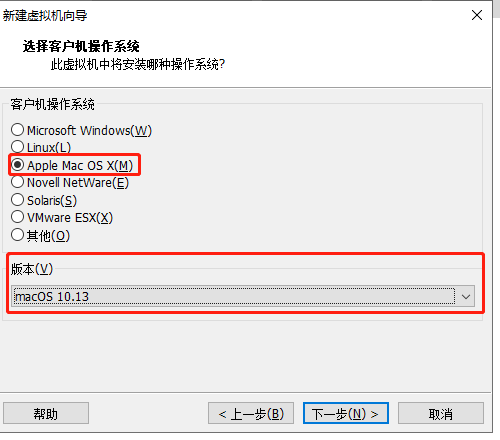 新建虚拟机向导
选择客户机操作系统
此虚拟机中将安装哪种操作系统?
客户机操作系统
Microsoft Windows(W)
Linux(L)
Apple Mac OS X(M)
Novell NetWare(E)
Solaris(S)
VMware ESX(X)
其他(O)
版本(V)
macOS 10.13
帮助 < 上一步(B) 下一步(N) > 取消